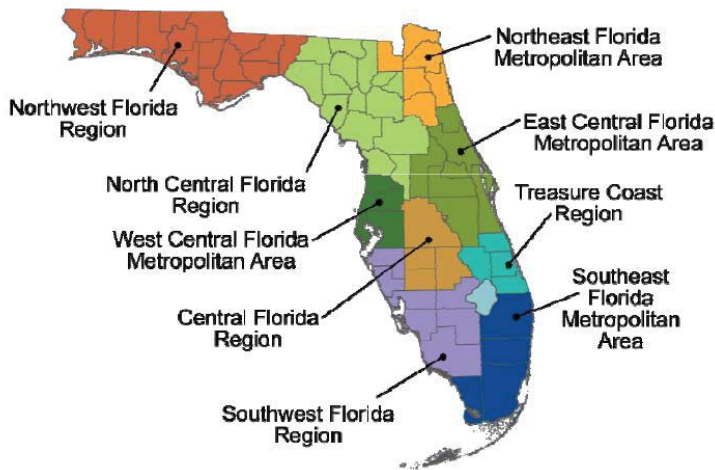 Northeast Florida
Metropolitan Area
Northwest Florida
Region
East Central Florida
Metropolitan Area
North Central Florida
Region
Treasure Coast
Region
West Central Florida
Metropolitan Area
Southeast
Florida
Metropolitan
Area
Central Florida
Region
Southwest Florida
Region